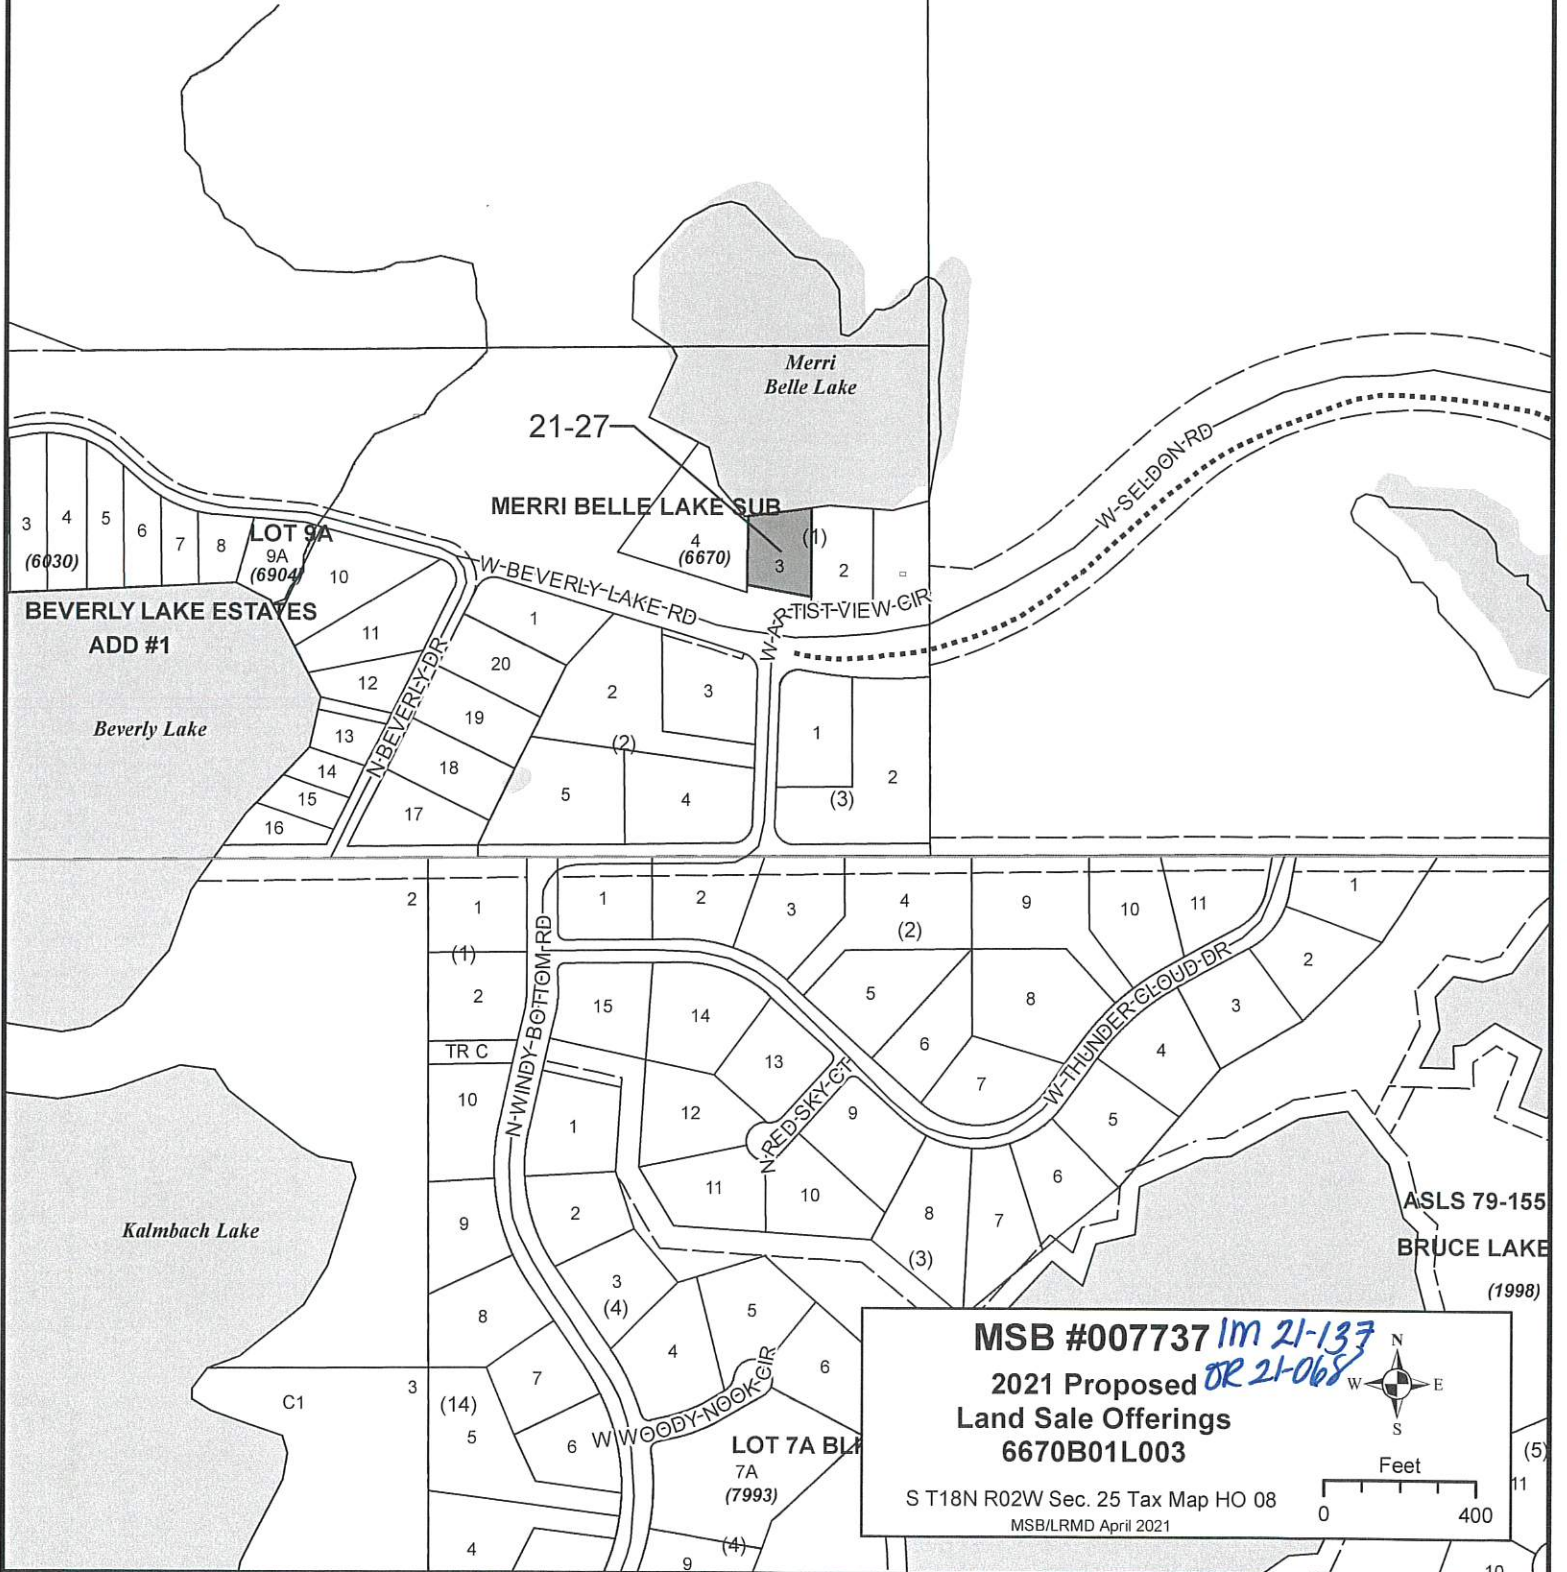 Merri
Belle Lake
21-27
W SELDON RD
MERRI BELLE LAKE SUB
3
4
5
6
7
8
(6030)
LOT 9A
9A
(6904)
10
4
(6670)
3
(1)
2
W BEVERLY LAKE RD
W ARTIST VIEW CIR
BEVERLY LAKE ESTATES
ADD #1
11
12
13
14
15
16
N BEVERLY DR
1
20
19
18
17
2
3
(2)
5
4
1
2
(3)
Beverly Lake
2
1
(1)
2
TR C
10
9
8
7
N WINDY BOTTOM RD
1
2
3
4
(2)
9
10
11
1
2
3
4
5
6
7
8
5
6
7
8
15
14
13
12
11
10
9
(3)
N RED SKY CT
W THUNDER CLOUD DR
1
2
3
(4)
4
5
6
Kalmbach Lake
C1
3
(14)
5
6
4
W WOODY NOOK CIR
LOT 7A BLK
7A
(7993)
(4)
9
ASLS 79-155
BRUCE LAKE
(1998)
(5)
11
10
MSB #007737 IM 21-137
2021 Proposed OR 21-068
Land Sale Offerings
6670B01L003
S T18N R02W Sec. 25 Tax Map HO 08
MSB/LRMD April 2021
N
W
E
S
Feet
0
400